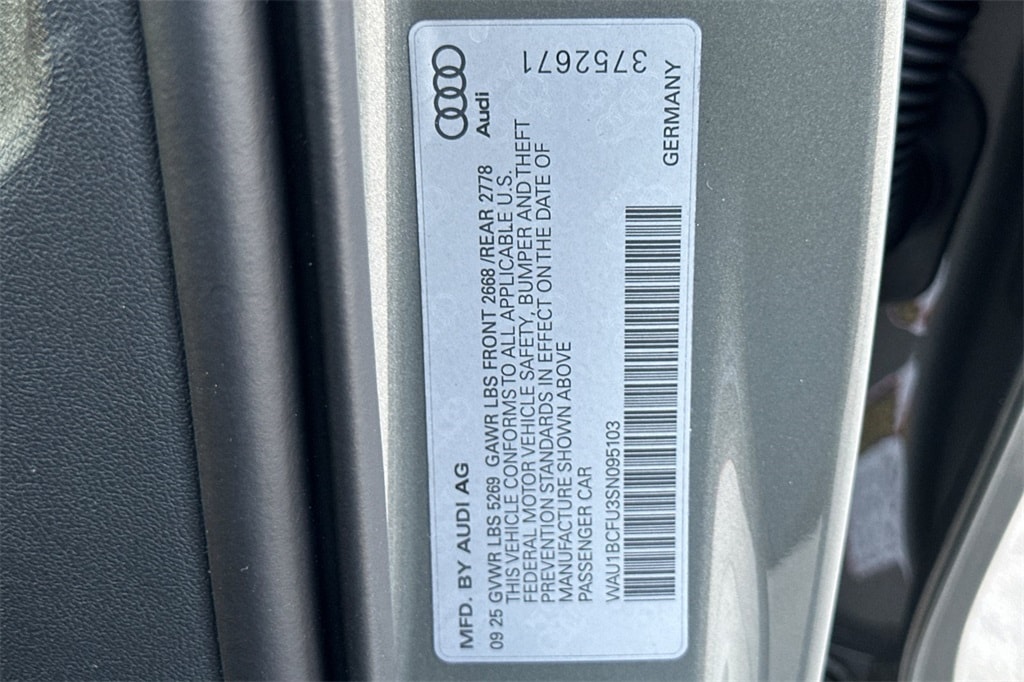 MFD. BY AUDI AG
Audi
09 25 GVWR LBS 5269 GAWR LBS FRONT 2668 /REAR 2778
THIS VEHICLE CONFORMS TO ALL APPLICABLE U.S.
FEDERAL MOTOR VEHICLE SAFETY, BUMPER AND THEFT
PREVENTION STANDARDS IN EFFECT ON THE DATE OF
MANUFACTURE SHOWN ABOVE
PASSENGER CAR
WAU1BCFU3SN095103
GERMANY
3752671